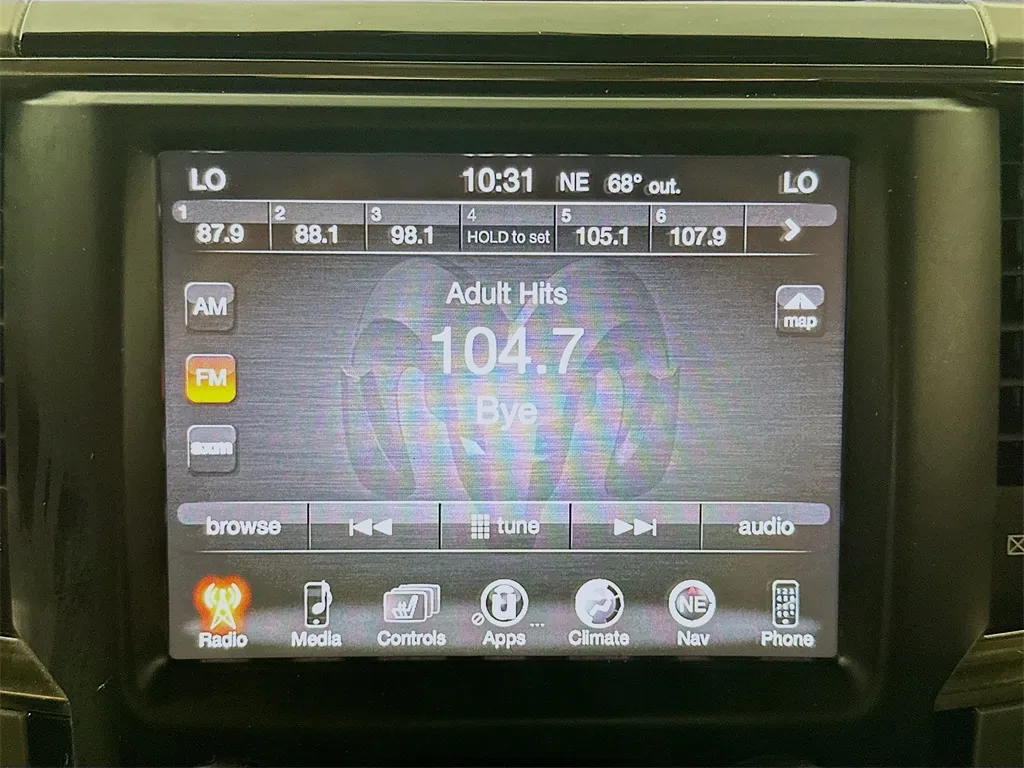 LO 10:31 NE 68° out. LO
1 2 3 4 5 6
87.9 88.1 98.1 HOLD to set 105.1 107.9
Adult Hits
AM
map
104.7
FM
Bye
browse tune audio
NE
Radio Media Controls Apps ... Climate Nav Phone